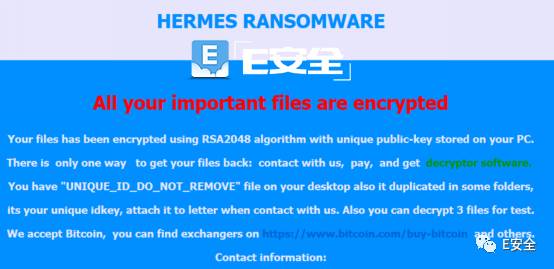 HERMES RANSOMWARE
E E安全
All your important files are encrypted
Your files has been encrypted using RSA2048 algorithm with unique public-key stored on your PC.
There is only one way to get your files back: contact with us, pay, and get decryptor software.
You have "UNIQUE_ID_DO_NOT_REMOVE" file on your desktop also it duplicated in some folders,
its your unique idkey, attach it to letter when contact with us. Also you can decrypt 3 files for test.
We accept Bitcoin, you can find exchangers on https://www.bitcoin.com/buy-bitcoin and others.
E安全
Contact information: